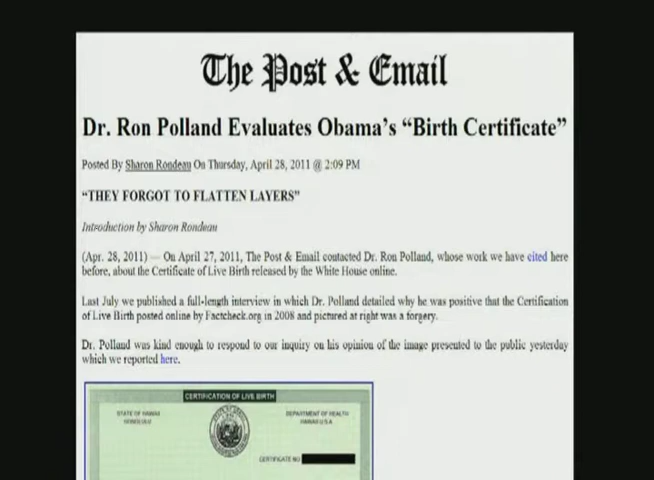 The Post & Email
Dr. Ron Polland Evaluates Obama's “Birth Certificate”
Posted By Sharon Rondeau On Thursday, April 28, 2011 @ 2:09 PM
“THEY FORGOT TO FLATTEN LAYERS”
Introduction by Sharon Rondeau
(Apr. 28, 2011) — On April 27, 2011, The Post & Email contacted Dr. Ron Polland, whose work we have cited here
before, about the Certificate of Live Birth released by the White House online.
Last July we published a full-length interview in which Dr. Polland detailed why he was positive that the Certification
of Live Birth posted online by Factcheck.org in 2008 and pictured at right was a forgery.
Dr. Polland was kind enough to respond to our inquiry on his opinion of the image presented to the public yesterday
which we reported here.
CERTIFICATION OF LIVE BIRTH
STATE OF HAWAII
HONOLULU
DEPARTMENT OF HEALTH
HAWAII U.S.A.
CERTIFICATE NO.